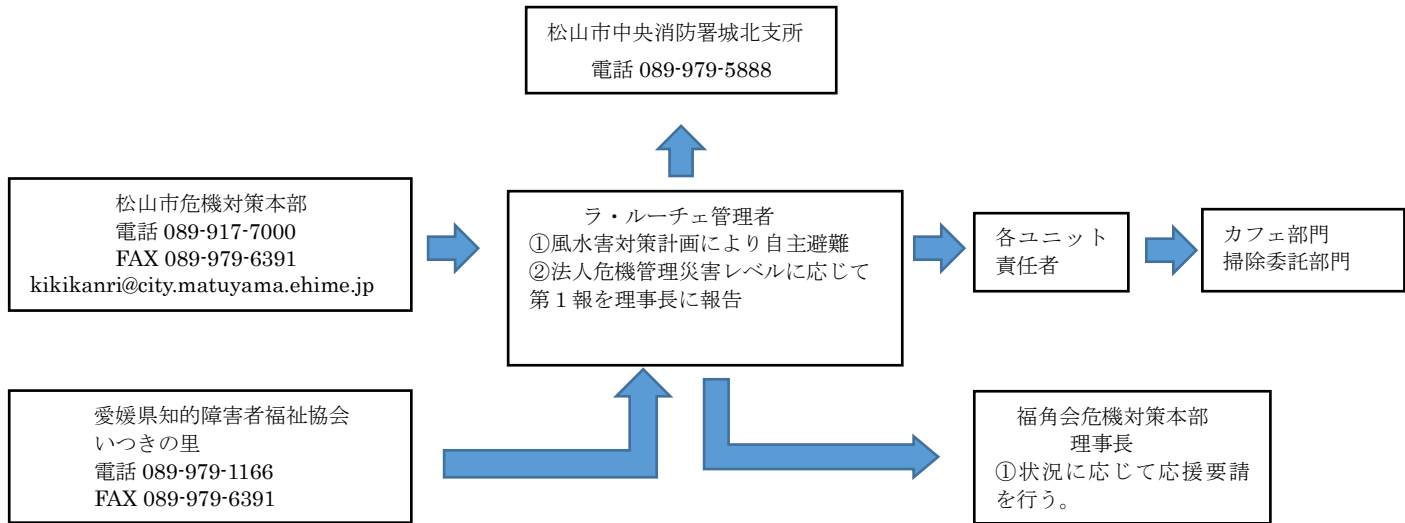 松山市中央消防署城北支所
電話 089-979-5888
松山市危機対策本部
電話 089-917-7000
FAX 089-979-6391
kikikanri@city.matuyama.ehime.jp
ラ・ルーチェ管理者
①風水害対策計画により自主避難
②法人危機管理災害レベルに応じて
第１報を理事長に報告
各ユニット
責任者
カフェ部門
掃除委託部門
愛媛県知的障害者福祉協会
いつきの里
電話 089-979-1166
FAX 089-979-6391
福角会危機対策本部
理事長
①状況に応じて応援要請
を行う。